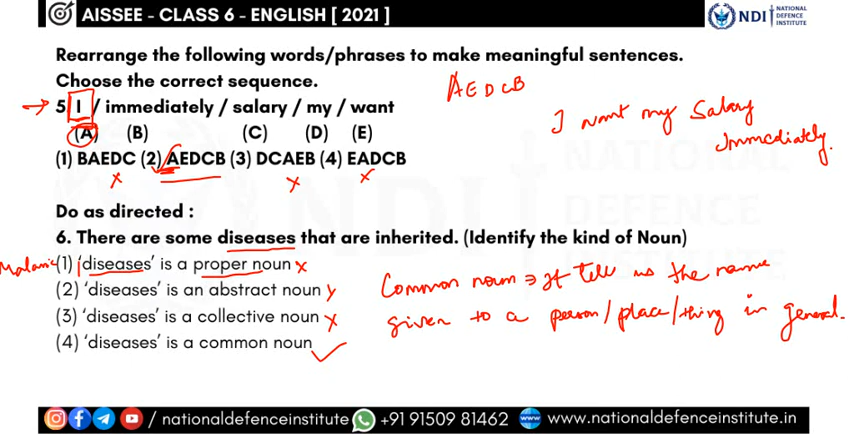 AISSEE - CLASS 6 - ENGLISH [ 2021 ]
NDI NATIONAL DEFENCE INSTITUTE
Rearrange the following words/phrases to make meaningful sentences.
Choose the correct sequence.
AEDCB
5. I / immediately / salary / my / want
I want my Salary
(A) (B) (C) (D) (E)
Immediately.
(1) BAEDC (2) AEDCB (3) DCAEB (4) EADCB
Do as directed :
6. There are some diseases that are inherited. (Identify the kind of Noun)
(1) 'diseases' is a proper noun
Common noun ⇒ It tells us the name
(2) 'diseases' is an abstract noun
given to a person/place/thing in general.
(3) 'diseases' is a collective noun
(4) 'diseases' is a common noun
/ nationaldefenceinstitute +91 91509 81462 www.nationaldefenceinstitute.in